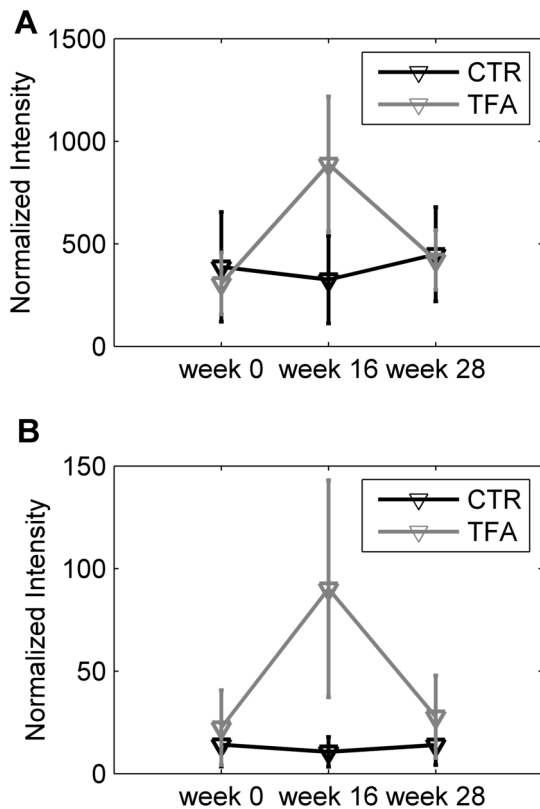 A
1500
1000
500
0
Normalized Intensity
CTR
TFA
week 0 week 16 week 28
B
150
100
50
0
Normalized Intensity
CTR
TFA
week 0 week 16 week 28